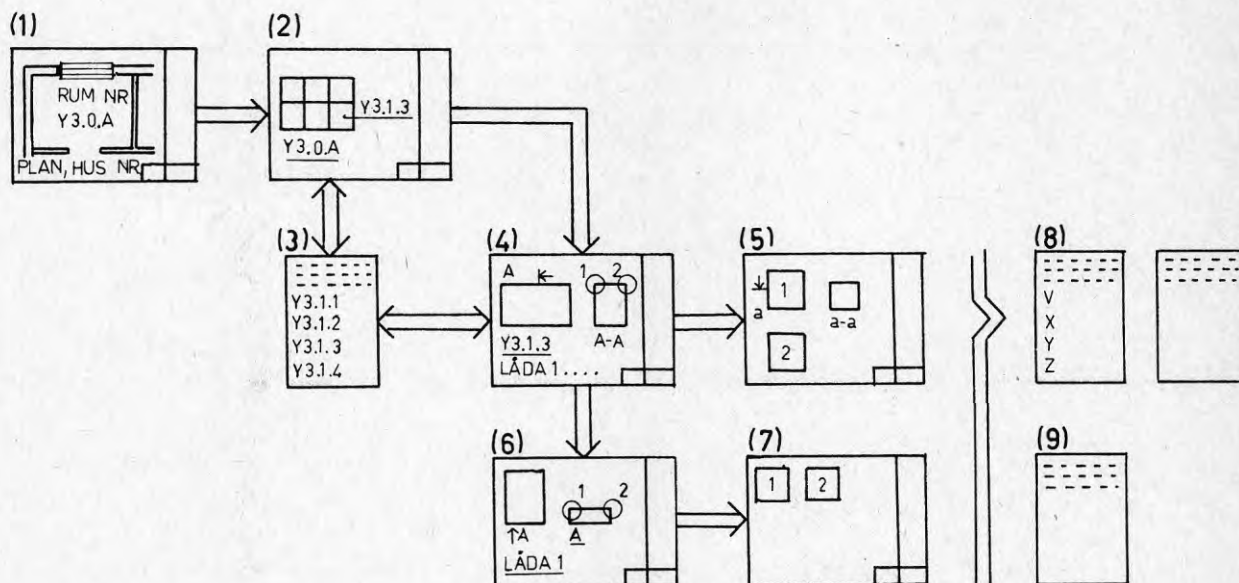 (1)
RUM NR
Y3.0.A
PLAN, HUS NR
(2)
Y3.1.3
Y3.0.A
(3)
Y3.1.1
Y3.1.2
Y3.1.3
Y3.1.4
(4)
A
1 2
A-A
Y3.1.3
LÅDA 1....
(5)
1
a
a-a
2
(6)
1 2
↑A
A
LÅDA 1
(7)
1 2
(8)
V
X
Y
Z
(9)